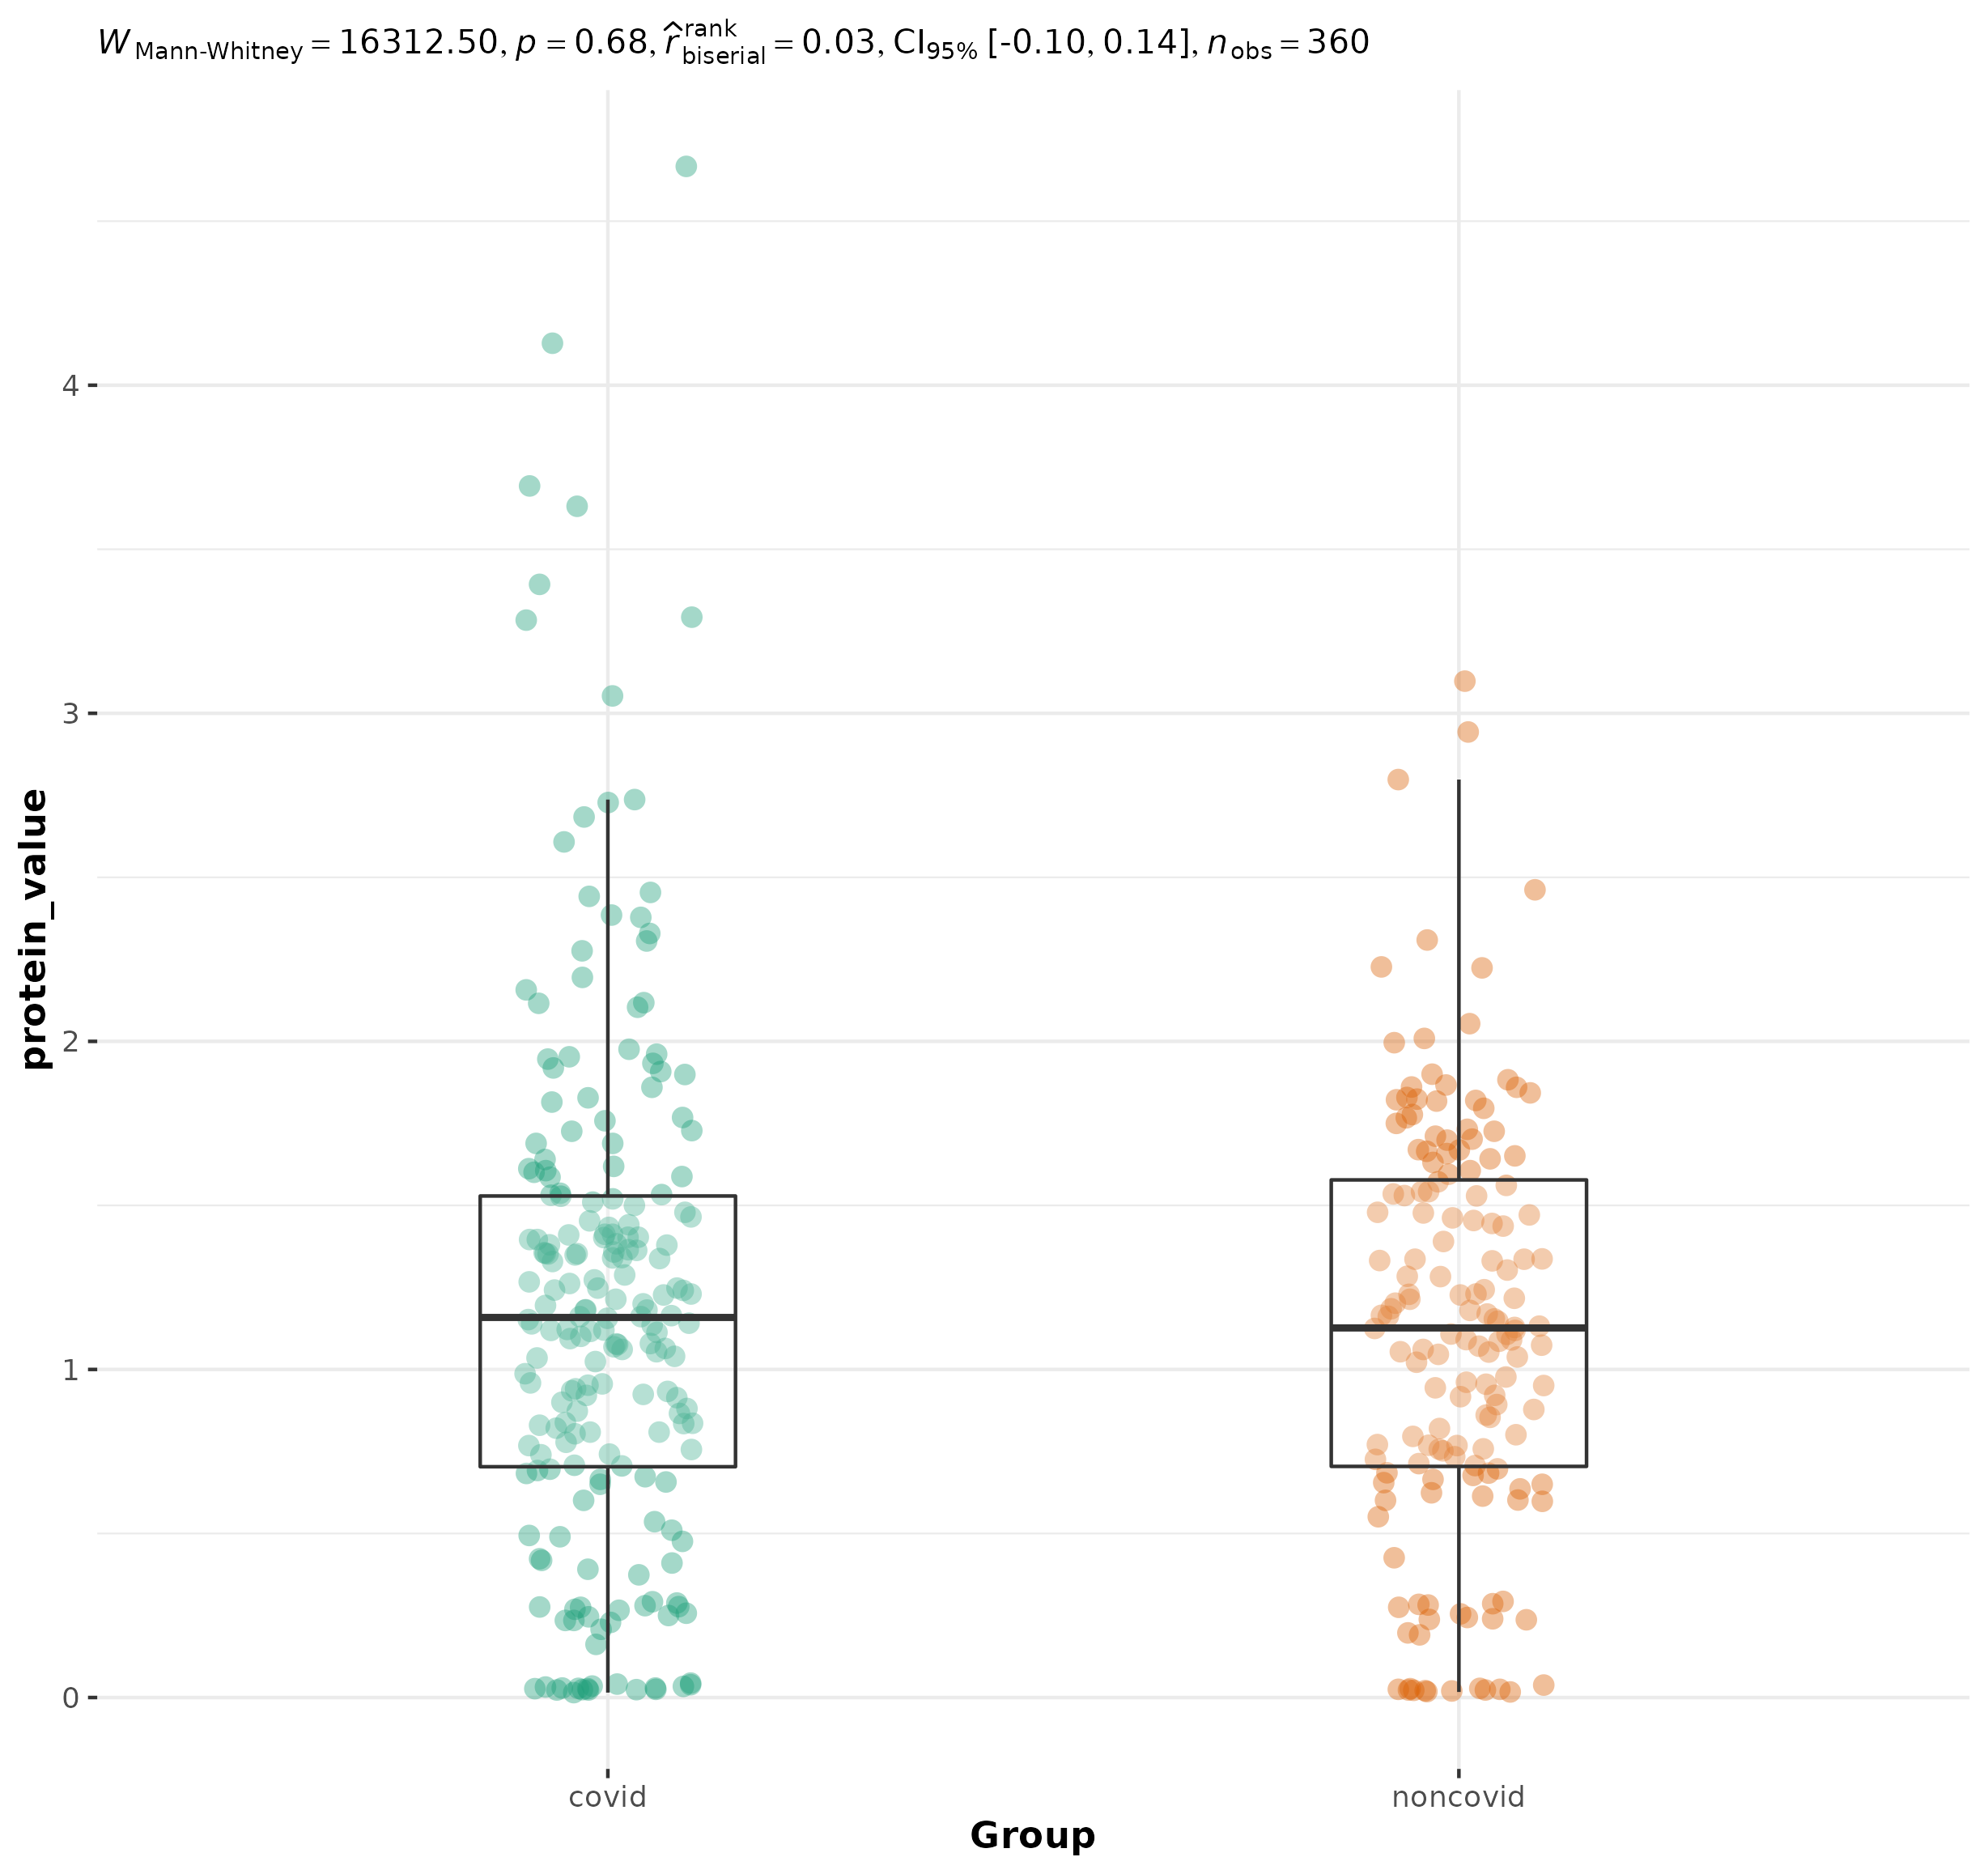 W Mann-Whitney = 16312.50, p = 0.68, r̂ rank biserial = 0.03, CI95% [-0.10, 0.14], n obs = 360
4
3
2
1
0
protein_value
covid noncovid
Group